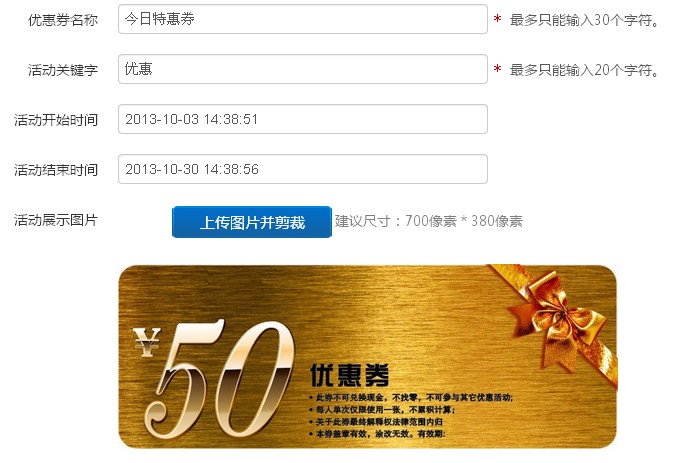 优惠券名称 今日特惠券 * 最多只能输入30个字符。
活动关键字 优惠 * 最多只能输入20个字符。
活动开始时间 2013-10-03 14:38:51
活动结束时间 2013-10-30 14:38:56
活动展示图片 上传图片并剪裁 建议尺寸：700像素 * 380像素
¥50
优惠券
• 此券不可兑换现金，不找零，不可参与其它优惠活动；
• 每人单次仅限使用一张，不累积计算；
• 关于此券最终解释权法律范围内归
• 本券盖章有效，涂改无效。有效期：